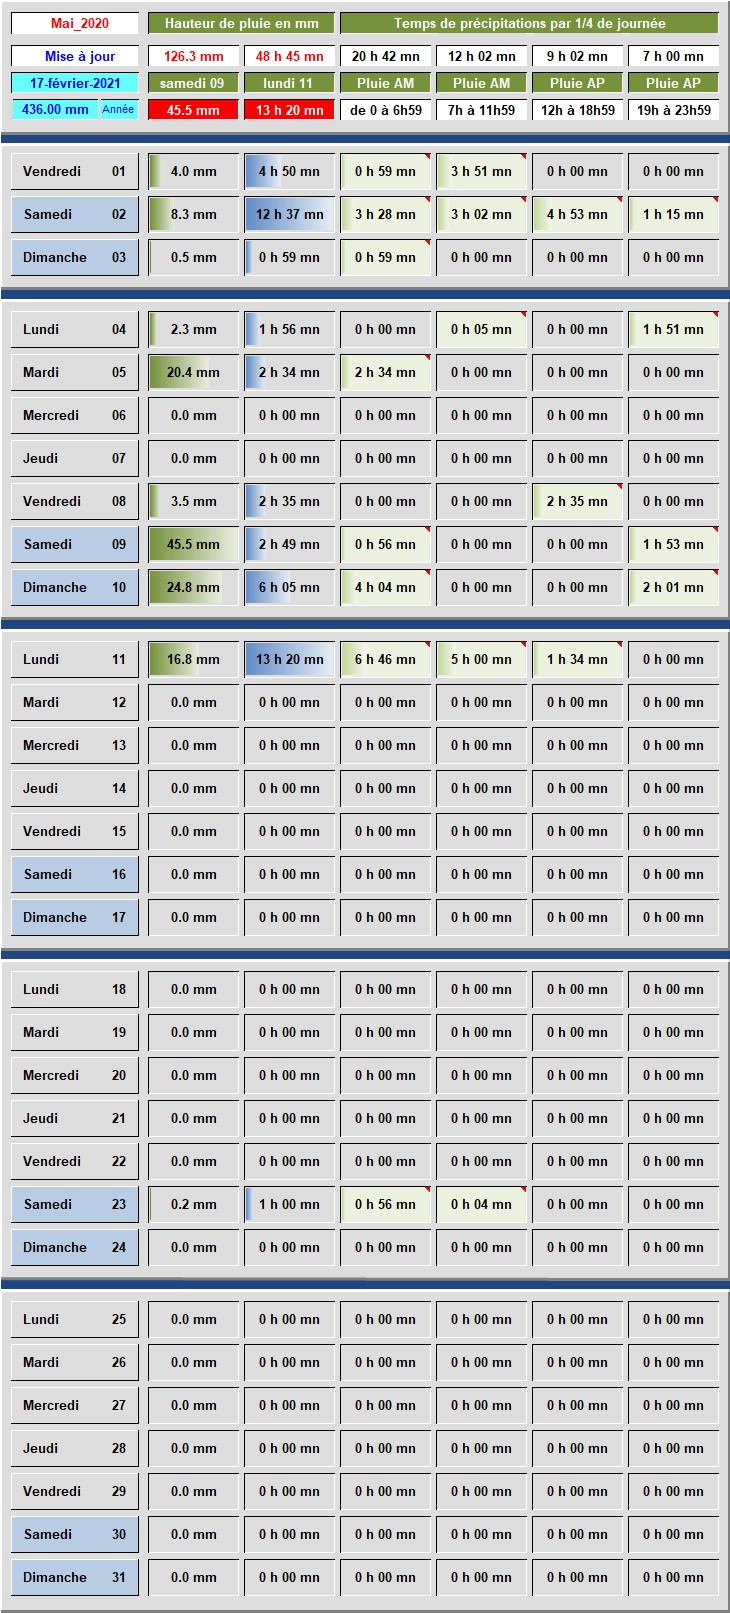 Mai_2020 Hauteur de pluie en mm Temps de précipitations par 1/4 de journée
Mise à jour 126.3 mm 48 h 45 mn 20 h 42 mn 12 h 02 mn 9 h 02 mn 7 h 00 mn
17-février-2021 samedi 09 lundi 11 Pluie AM Pluie AM Pluie AP Pluie AP
436.00 mm Année 45.5 mm 13 h 20 mn de 0 à 6h59 7h à 11h59 12h à 18h59 19h à 23h59
Vendredi 01 4.0 mm 4 h 50 mn 0 h 59 mn 3 h 51 mn 0 h 00 mn 0 h 00 mn
Samedi 02 8.3 mm 12 h 37 mn 3 h 28 mn 3 h 02 mn 4 h 53 mn 1 h 15 mn
Dimanche 03 0.5 mm 0 h 59 mn 0 h 59 mn 0 h 00 mn 0 h 00 mn 0 h 00 mn
Lundi 04 2.3 mm 1 h 56 mn 0 h 00 mn 0 h 05 mn 0 h 00 mn 1 h 51 mn
Mardi 05 20.4 mm 2 h 34 mn 2 h 34 mn 0 h 00 mn 0 h 00 mn 0 h 00 mn
Mercredi 06 0.0 mm 0 h 00 mn 0 h 00 mn 0 h 00 mn 0 h 00 mn 0 h 00 mn
Jeudi 07 0.0 mm 0 h 00 mn 0 h 00 mn 0 h 00 mn 0 h 00 mn 0 h 00 mn
Vendredi 08 3.5 mm 2 h 35 mn 0 h 00 mn 0 h 00 mn 2 h 35 mn 0 h 00 mn
Samedi 09 45.5 mm 2 h 49 mn 0 h 56 mn 0 h 00 mn 0 h 00 mn 1 h 53 mn
Dimanche 10 24.8 mm 6 h 05 mn 4 h 04 mn 0 h 00 mn 0 h 00 mn 2 h 01 mn
Lundi 11 16.8 mm 13 h 20 mn 6 h 46 mn 5 h 00 mn 1 h 34 mn 0 h 00 mn
Mardi 12 0.0 mm 0 h 00 mn 0 h 00 mn 0 h 00 mn 0 h 00 mn 0 h 00 mn
Mercredi 13 0.0 mm 0 h 00 mn 0 h 00 mn 0 h 00 mn 0 h 00 mn 0 h 00 mn
Jeudi 14 0.0 mm 0 h 00 mn 0 h 00 mn 0 h 00 mn 0 h 00 mn 0 h 00 mn
Vendredi 15 0.0 mm 0 h 00 mn 0 h 00 mn 0 h 00 mn 0 h 00 mn 0 h 00 mn
Samedi 16 0.0 mm 0 h 00 mn 0 h 00 mn 0 h 00 mn 0 h 00 mn 0 h 00 mn
Dimanche 17 0.0 mm 0 h 00 mn 0 h 00 mn 0 h 00 mn 0 h 00 mn 0 h 00 mn
Lundi 18 0.0 mm 0 h 00 mn 0 h 00 mn 0 h 00 mn 0 h 00 mn 0 h 00 mn
Mardi 19 0.0 mm 0 h 00 mn 0 h 00 mn 0 h 00 mn 0 h 00 mn 0 h 00 mn
Mercredi 20 0.0 mm 0 h 00 mn 0 h 00 mn 0 h 00 mn 0 h 00 mn 0 h 00 mn
Jeudi 21 0.0 mm 0 h 00 mn 0 h 00 mn 0 h 00 mn 0 h 00 mn 0 h 00 mn
Vendredi 22 0.0 mm 0 h 00 mn 0 h 00 mn 0 h 00 mn 0 h 00 mn 0 h 00 mn
Samedi 23 0.2 mm 1 h 00 mn 0 h 56 mn 0 h 04 mn 0 h 00 mn 0 h 00 mn
Dimanche 24 0.0 mm 0 h 00 mn 0 h 00 mn 0 h 00 mn 0 h 00 mn 0 h 00 mn
Lundi 25 0.0 mm 0 h 00 mn 0 h 00 mn 0 h 00 mn 0 h 00 mn 0 h 00 mn
Mardi 26 0.0 mm 0 h 00 mn 0 h 00 mn 0 h 00 mn 0 h 00 mn 0 h 00 mn
Mercredi 27 0.0 mm 0 h 00 mn 0 h 00 mn 0 h 00 mn 0 h 00 mn 0 h 00 mn
Jeudi 28 0.0 mm 0 h 00 mn 0 h 00 mn 0 h 00 mn 0 h 00 mn 0 h 00 mn
Vendredi 29 0.0 mm 0 h 00 mn 0 h 00 mn 0 h 00 mn 0 h 00 mn 0 h 00 mn
Samedi 30 0.0 mm 0 h 00 mn 0 h 00 mn 0 h 00 mn 0 h 00 mn 0 h 00 mn
Dimanche 31 0.0 mm 0 h 00 mn 0 h 00 mn 0 h 00 mn 0 h 00 mn 0 h 00 mn